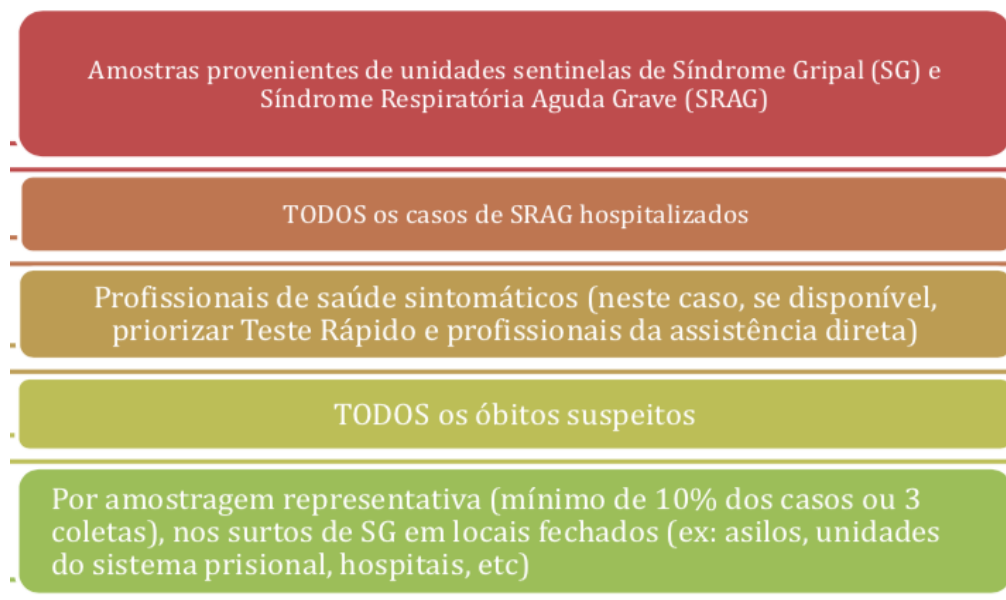 Amostras provenientes de unidades sentinelas de Síndrome Gripal (SG) e
Síndrome Respiratória Aguda Grave (SRAG)
TODOS os casos de SRAG hospitalizados
Profissionais de saúde sintomáticos (neste caso, se disponível,
priorizar Teste Rápido e profissionais da assistência direta)
TODOS os óbitos suspeitos
Por amostragem representativa (mínimo de 10% dos casos ou 3
coletas), nos surtos de SG em locais fechados (ex: asilos, unidades
do sistema prisional, hospitais, etc)